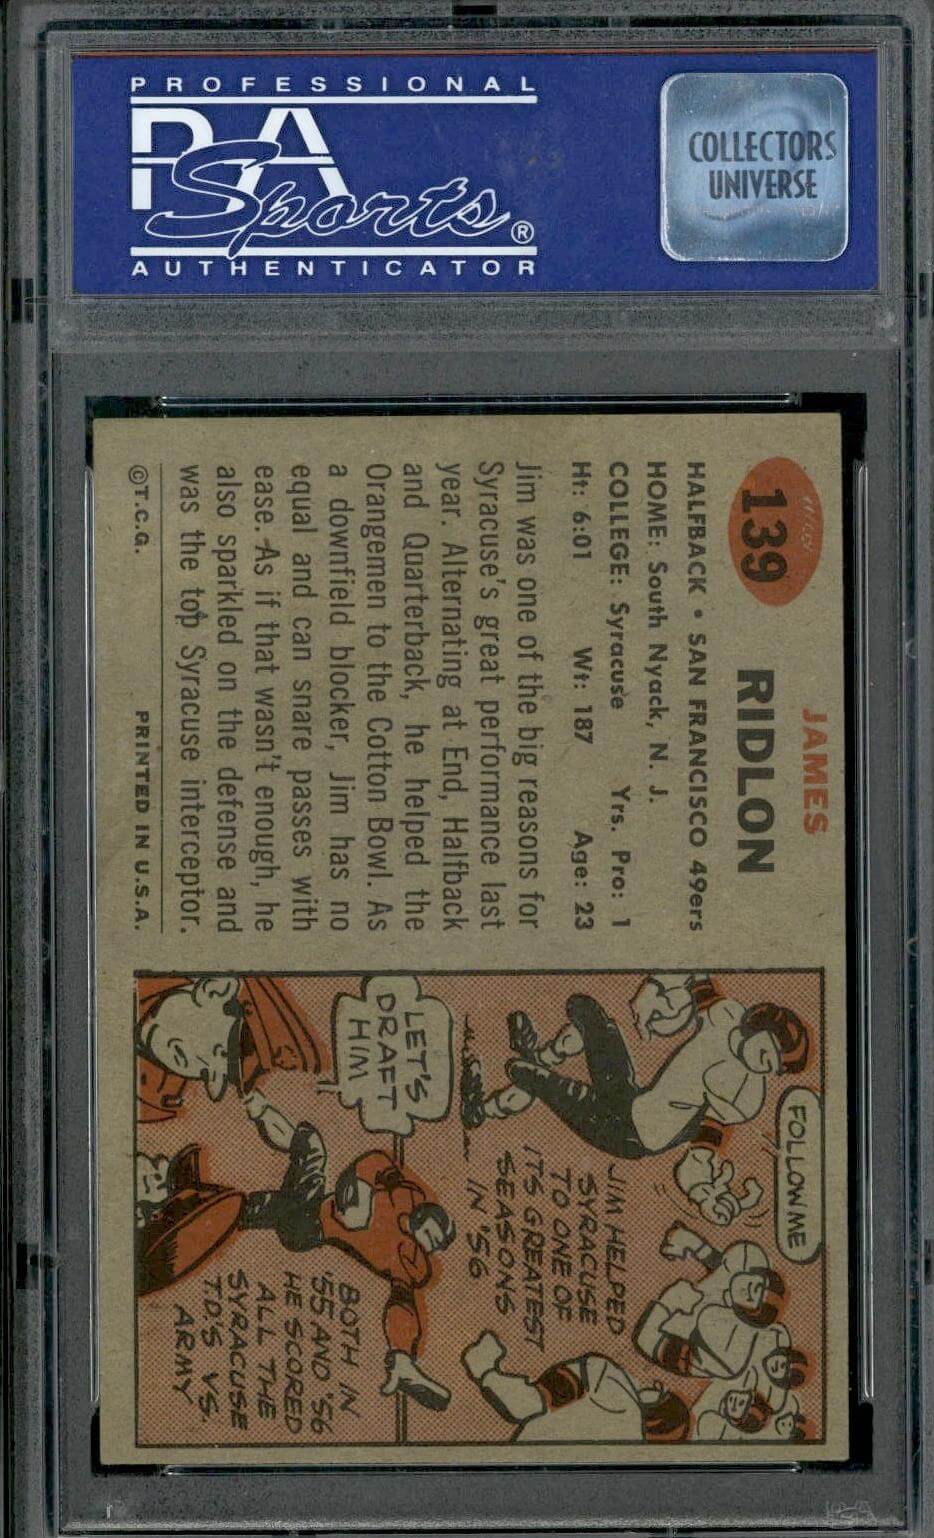 PROFESSIONAL
PSA
Sports®
AUTHENTICATOR
COLLECTORS
UNIVERSE
139
JAMES
RIDLON
HALFBACK • SAN FRANCISCO 49ers
HOME: South Nyack, N. J.
COLLEGE: Syracuse Yrs. Pro: 1
Ht: 6:01 Wt: 187 Age: 23
Jim was one of the big reasons for
Syracuse's great performance last
year. Alternating at End, Halfback
and Quarterback, he helped the
Orangemen to the Cotton Bowl. As
a downfield blocker, Jim has no
equal and can snare passes with
ease. As if that wasn't enough, he
also sparkled on the defense and
was the top Syracuse interceptor.
©T.C.G. PRINTED IN U.S.A.
FOLLOW ME
JIM HELPED
SYRACUSE
TO ONE OF
ITS GREATEST
SEASONS
IN '56
LET'S
DRAFT
HIM
BOTH IN
'55 AND '56
HE SCORED
ALL THE
SYRACUSE
T.D.'S VS.
ARMY